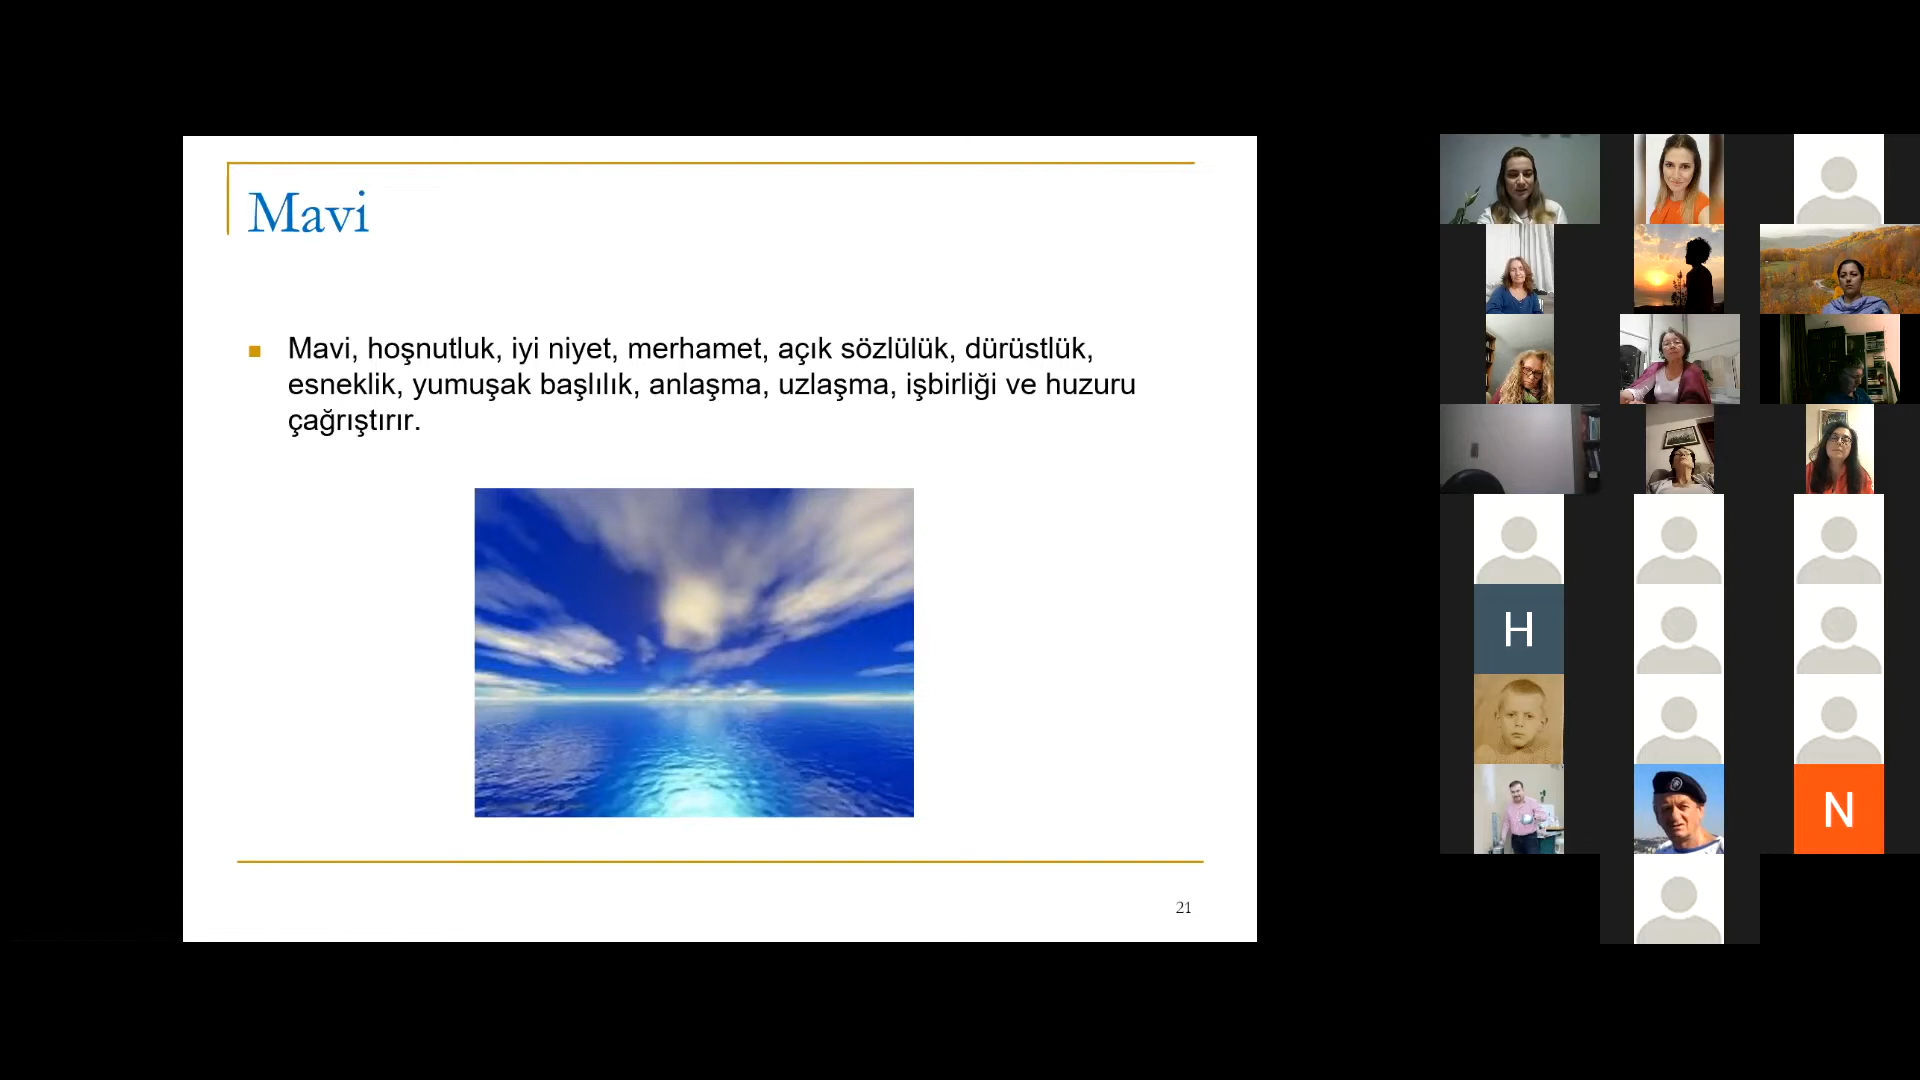 Mavi
Mavi, hoşnutluk, iyi niyet, merhamet, açık sözlülük, dürüstlük,
esneklik, yumuşak başlılık, anlaşma, uzlaşma, işbirliği ve huzuru
çağrıştırır.
21
H
N